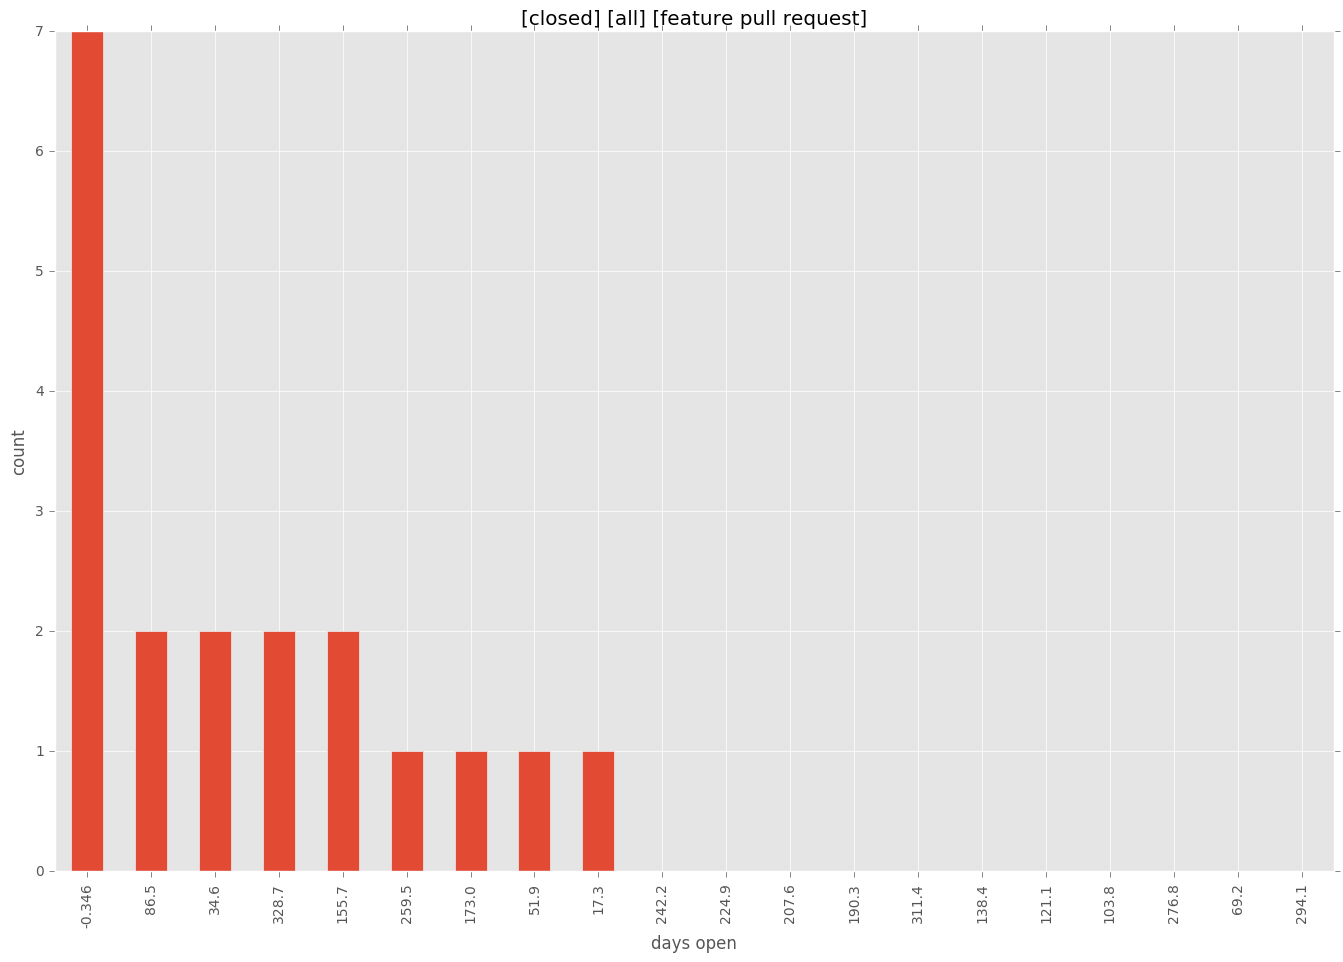 [closed] [all] [feature pull request]
7
6
5
4
3
2
1
0
count
-0.346 86.5 34.6 328.7 155.7 259.5 173.0 51.9 17.3 242.2 224.9 207.6 190.3 311.4 138.4 121.1 103.8 276.8 69.2 294.1
days open